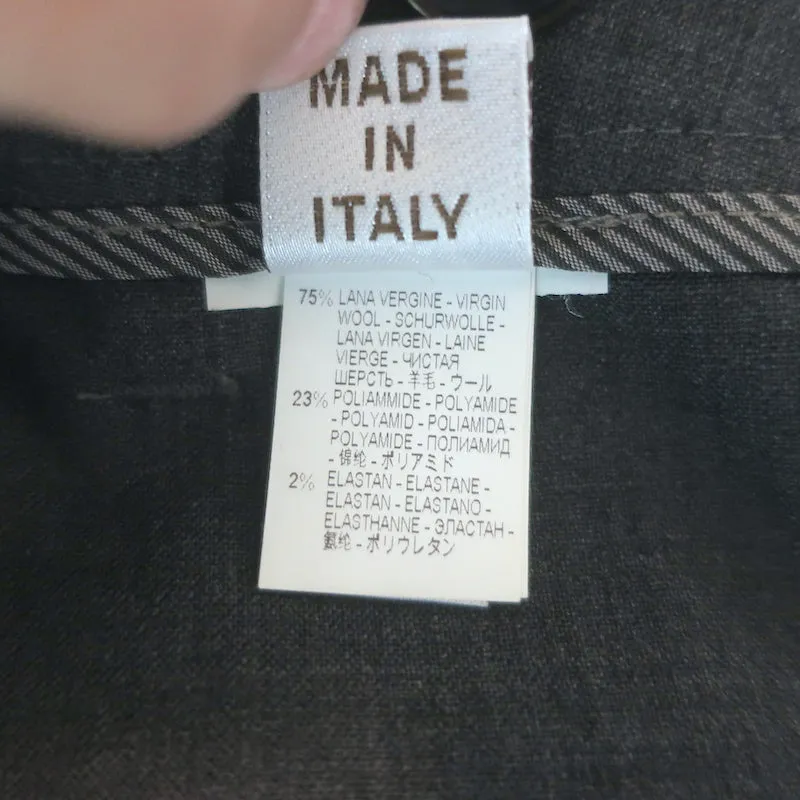 MADE
IN
ITALY
75% LANA VERGINE - VIRGIN
WOOL - SCHURWOLLE -
LANA VIRGEN - LAINE
VIERGE - ЧИСТАЯ
ШЕРСТЬ - 羊毛 - ウール
23% POLIAMMIDE - POLYAMIDE
- POLYAMID - POLIAMIDA -
POLYAMIDE - ПОЛИАМИД
- 锦纶 - ポリアミド
2% ELASTAN - ELASTANE -
ELASTAN - ELASTANO -
ELASTHANNE - ЭЛАСТАН -
氨纶 - ポリウレタン